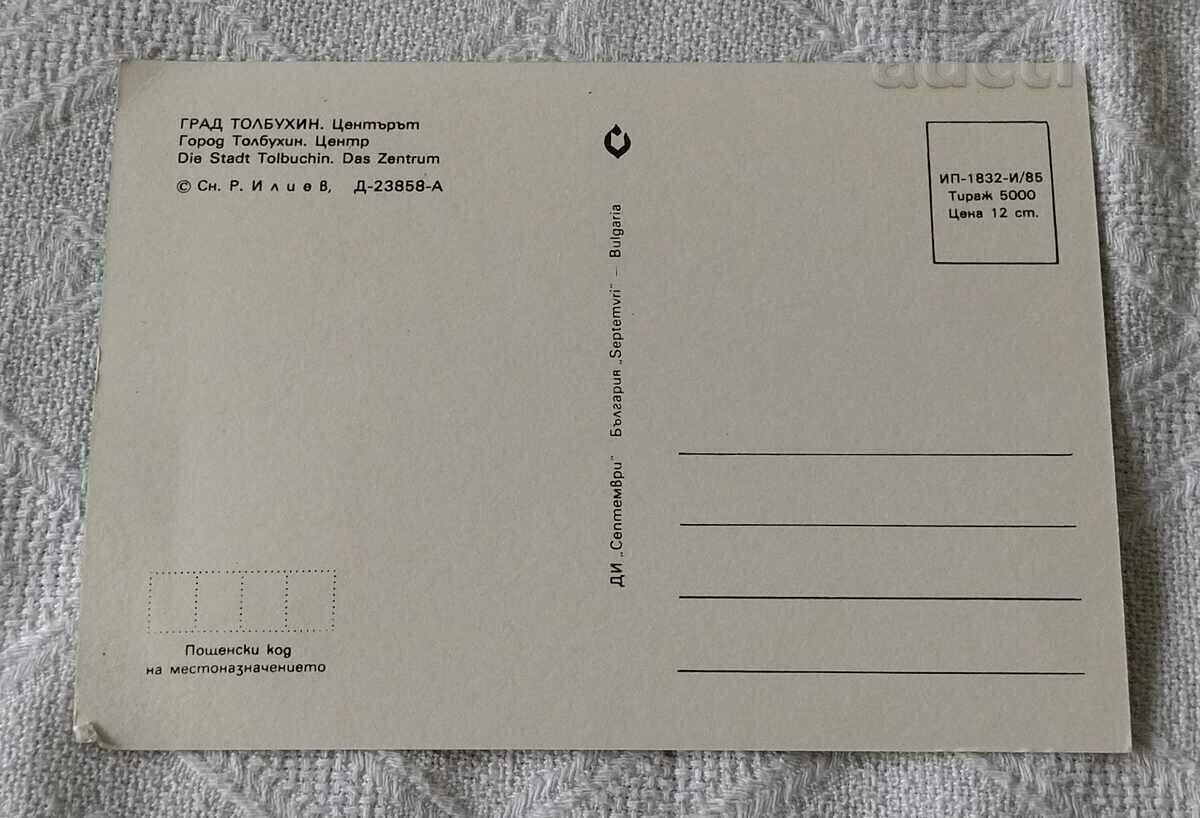 ГРАД ТОЛБУХИН. Центърът
Город Толбухин. Центр
Die Stadt Tolbuchin. Das Zentrum
© Сн. Р. Илиев, Д-23858-А
ДИ „Септември" България „Septemvri" – Bulgaria
ИП-1832-И/85
Тираж 5000
Цена 12 ст.
Пощенски код
на местоназначението